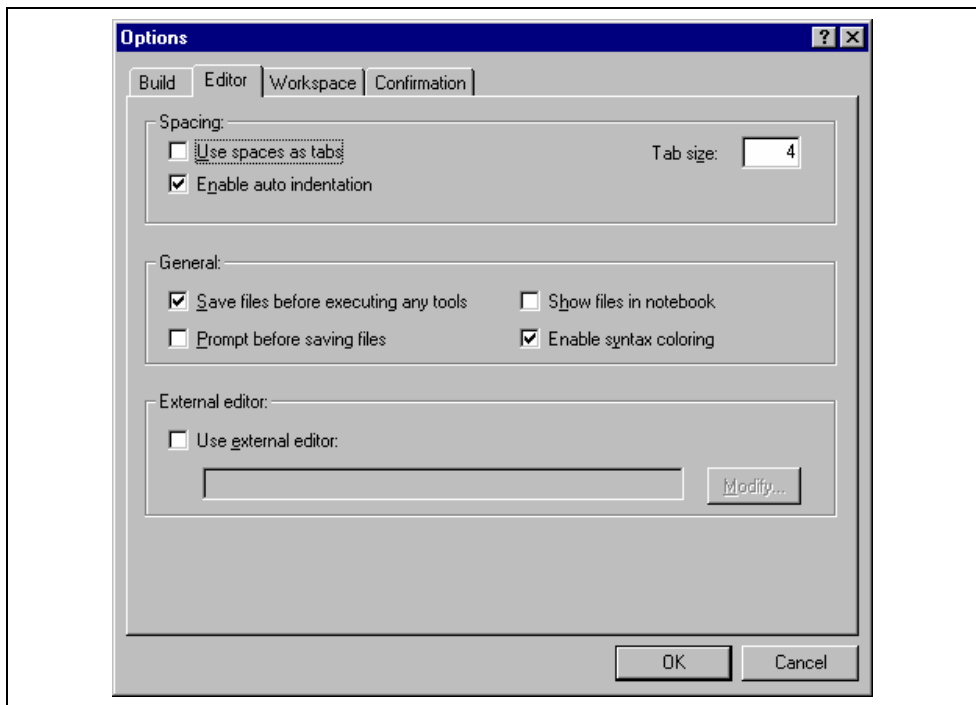 Options
Build Editor Workspace Confirmation
Spacing:
Use spaces as tabs Tab size: 4
Enable auto indentation
General:
Save files before executing any tools Show files in notebook
Prompt before saving files Enable syntax coloring
External editor:
Use external editor:
Modify...
OK Cancel